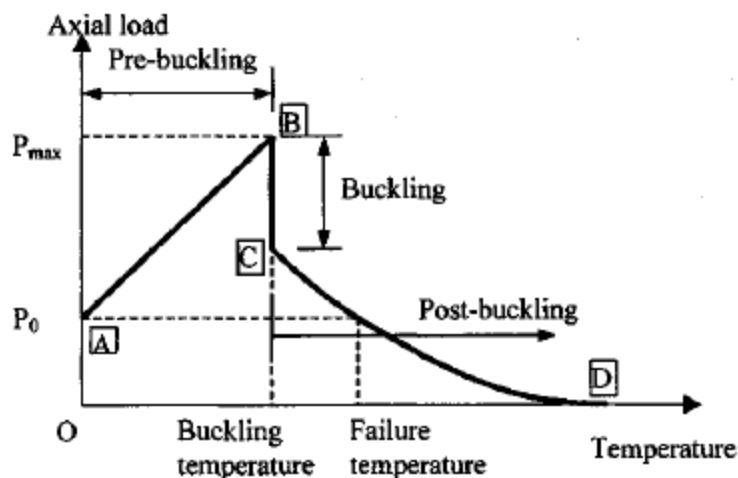 Axial load
Pre-buckling
B
Pmax
Buckling
C
Post-buckling
P0
A
D
O
Buckling
temperature
Failure
temperature
Temperature